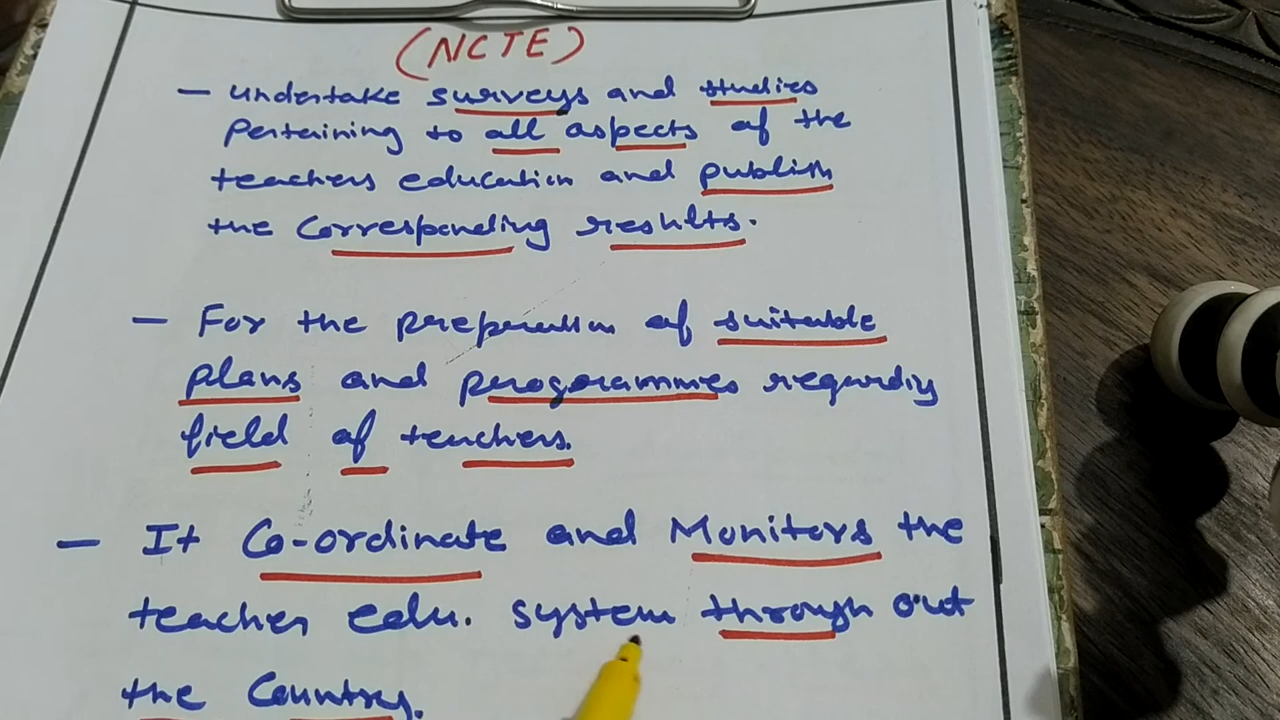 (NCTE)
- undertake surveys and studies
Pertaining to all aspects of the
teachers education and publish
the Corresponding results.
- For the preparation of suitable
plans and programmes regarding
field of teachers.
- It Co-ordinate and Monitors the
teacher edu. system through out
the Country.